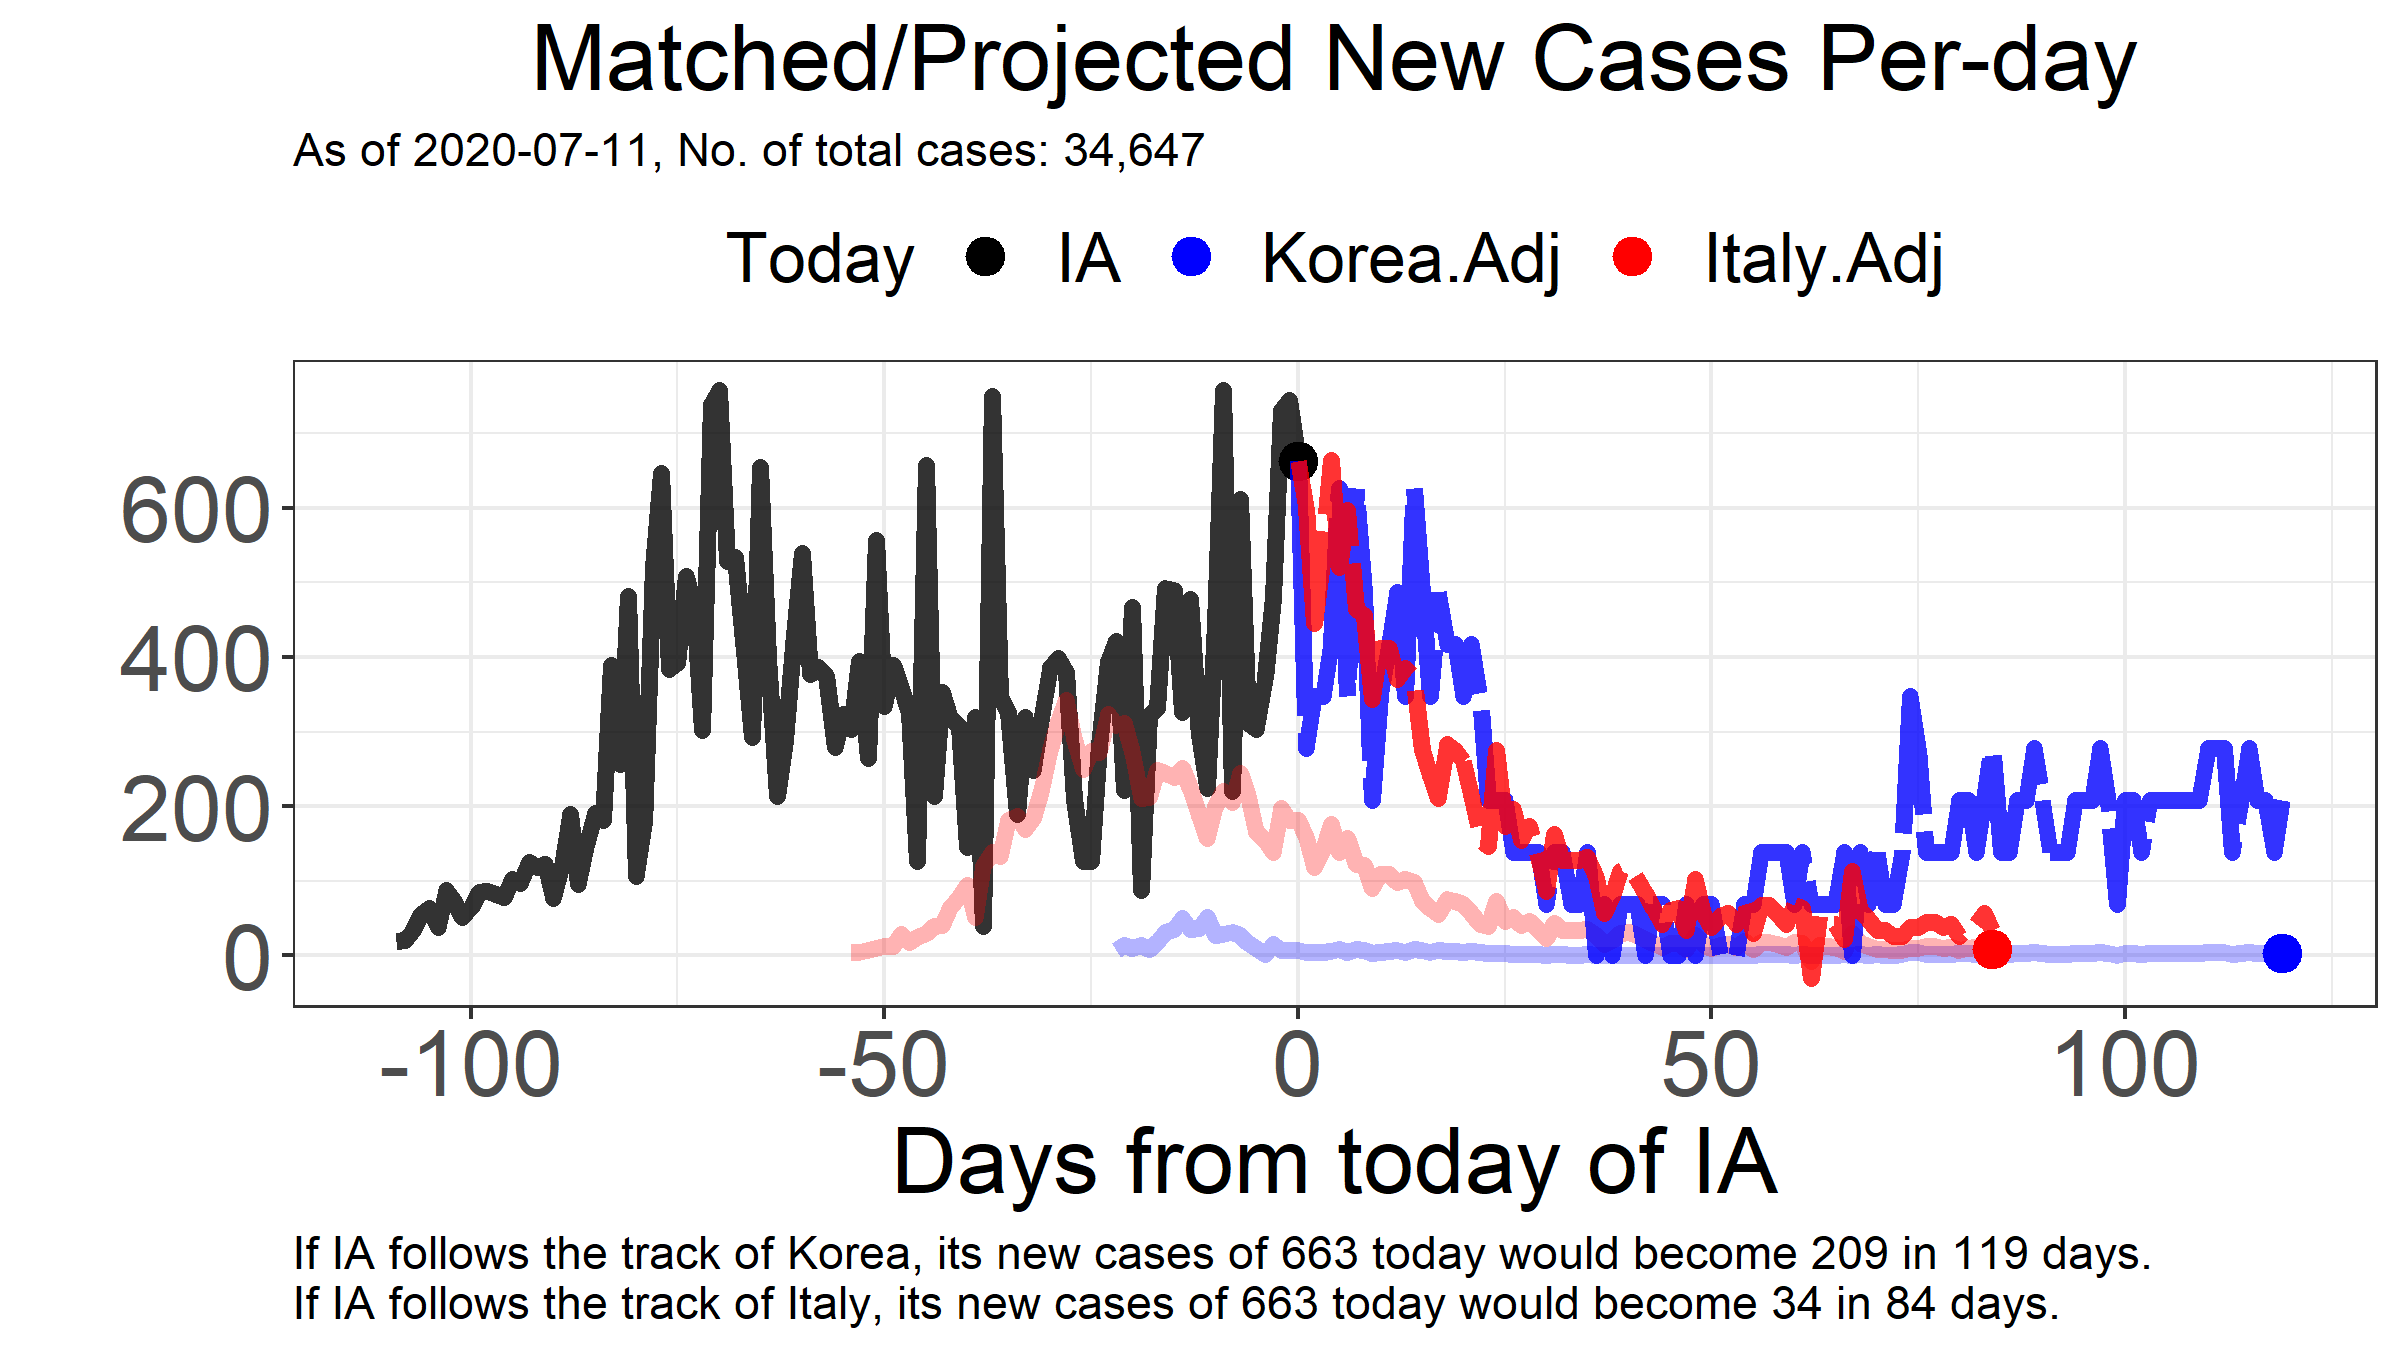 Matched/Projected New Cases Per-day
As of 2020-07-11, No. of total cases: 34,647
Today IA Korea.Adj Italy.Adj
600
400
200
0
-100 -50 0 50 100
Days from today of IA
If IA follows the track of Korea, its new cases of 663 today would become 209 in 119 days.
If IA follows the track of Italy, its new cases of 663 today would become 34 in 84 days.